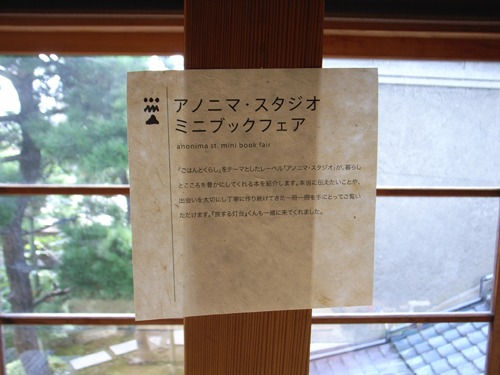 アノニマ・スタジオ
ミニブックフェア
anonima st. mini book fair
「ごはんとくらし」をテーマとしたレーベル「アノニマ・スタジオ」が、暮らし
とこころを豊かにしてくれる本を紹介します。本当に伝えたいことや、
出会いを大切にし丁寧に作り続けてきた一冊一冊を手にとってご覧い
ただけます。『旅する灯台』くんも一緒に来てくれました。